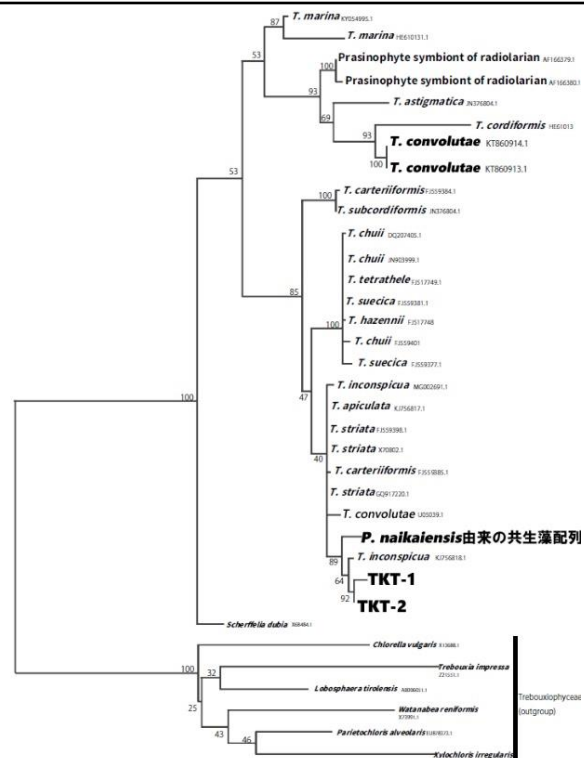 87
T. marina KY054995.1
T. marina HE610131.1
53
Prasinophyte symbiont of radiolarian AF166379.1
100
Prasinophyte symbiont of radiolarian AF166380.1
93
T. astigmatica JN376804.1
69
T. cordiformis HE61013
93
T. convolutae KT860914.1
100
T. convolutae KT860913.1
53
T. carteriiformis FJ559384.1
100
T. subcordiformis JN376804.1
T. chuii DQ207405.1
T. chuii JN903999.1
T. tetrathele FJ517749.1
85
T. suecica FJ559381.1
T. hazennii FJ517748
100
T. chuii FJ559401
T. suecica FJ559377.1
T. inconspicua MG002691.1
47
T. apiculata KJ756817.1
100
T. striata FJ559398.1
T. striata X70802.1
40
T. carteriiformis FJ559385.1
T. striata GQ917220.1
T. convolutae U05039.1
P. naikaiensis由来の共生藻配列
T. inconspicua KJ756818.1
89
64
TKT-1
92
TKT-2
Scherffelia dubia X68484.1
Chlorella vulgaris X13688.1
100
32
Trebouxia impressa
Z21551.1
Lobosphaera tirolensis
Trebouxiophyceae
(outgroup)
25
Watanabea reniformis
X73991.1
43
Parietochloris alveolaris
46
Xylochloris irregularis